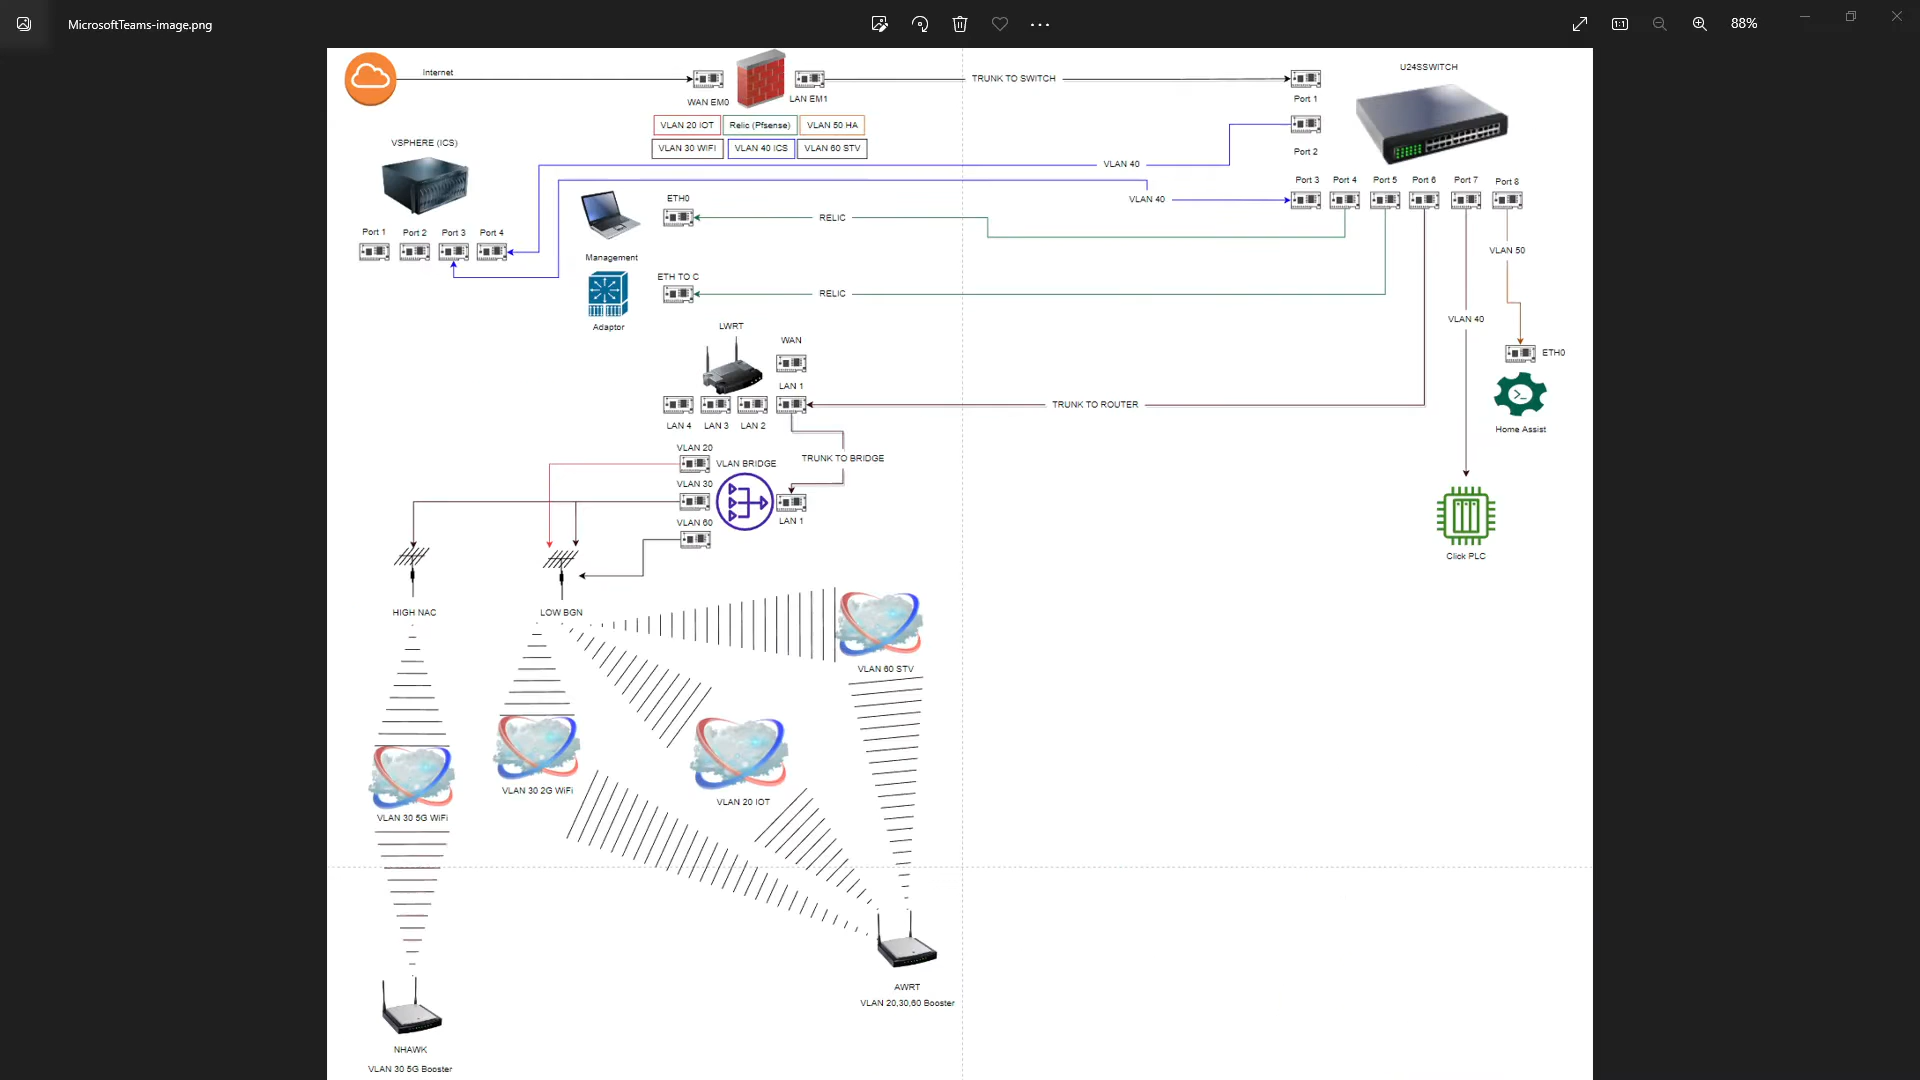 MicrosoftTeams-image.png
88%
Internet
WAN EM0
LAN EM1
TRUNK TO SWITCH
Port 1
U24SSWITCH
VLAN 20 IOT
Relic (Pfsense)
VLAN 50 HA
VLAN 30 WIFI
VLAN 40 ICS
VLAN 60 STV
Port 2
VSPHERE (ICS)
VLAN 40
Port 3
Port 4
Port 5
Port 6
Port 7
Port 8
VLAN 40
ETH0
RELIC
Port 1
Port 2
Port 3
Port 4
VLAN 50
Management
ETH TO C
RELIC
Adaptor
VLAN 40
LWRT
WAN
LAN 1
ETH0
LAN 4
LAN 3
LAN 2
TRUNK TO ROUTER
Home Assist
VLAN 20
VLAN BRIDGE
TRUNK TO BRIDGE
VLAN 30
VLAN 60
LAN 1
Click PLC
HIGH NAC
LOW BGN
VLAN 60 STV
VLAN 30 2G WiFi
VLAN 20 IOT
VLAN 30 5G WiFi
AWRT
VLAN 20,30,60 Booster
NHAWK
VLAN 30 5G Booster